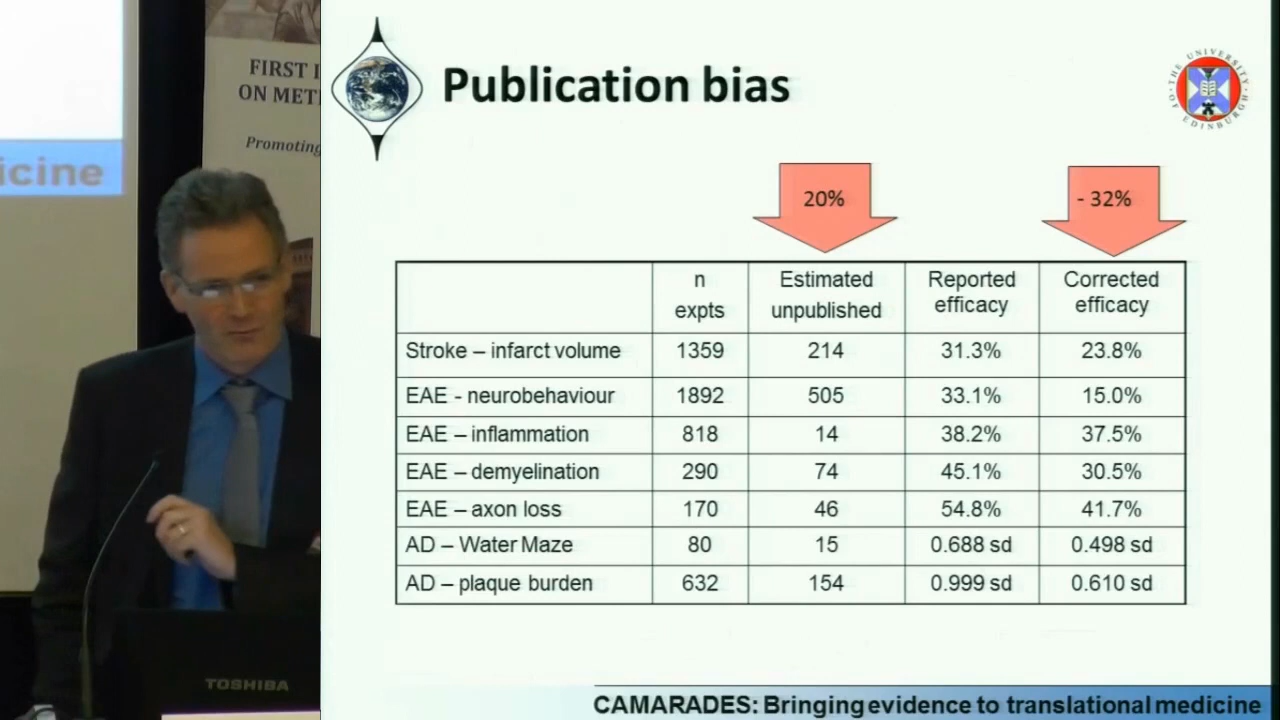 FIRST I
ON MET
Promoting
icine
TOSHIBA
Publication bias
THE UNIVERSITY OF EDINBURGH
20%
- 32%
n expts
Estimated unpublished
Reported efficacy
Corrected efficacy
Stroke – infarct volume 1359 214 31.3% 23.8%
EAE - neurobehaviour 1892 505 33.1% 15.0%
EAE – inflammation 818 14 38.2% 37.5%
EAE – demyelination 290 74 45.1% 30.5%
EAE – axon loss 170 46 54.8% 41.7%
AD – Water Maze 80 15 0.688 sd 0.498 sd
AD – plaque burden 632 154 0.999 sd 0.610 sd
CAMARADES: Bringing evidence to translational medicine